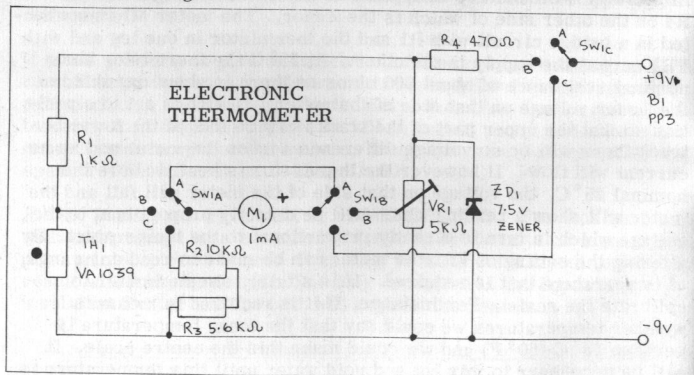 R4 470Ω
A
SW1C
B
C
+9V
B1
PP3
ELECTRONIC
THERMOMETER
R1
1KΩ
A
SW1A
B
C
+
M1
1mA
A
SW1B
B
C
VR1
5KΩ
ZD1
7.5V
ZENER
TH1
VA1039
R2 10KΩ
R3 5.6KΩ
-9V